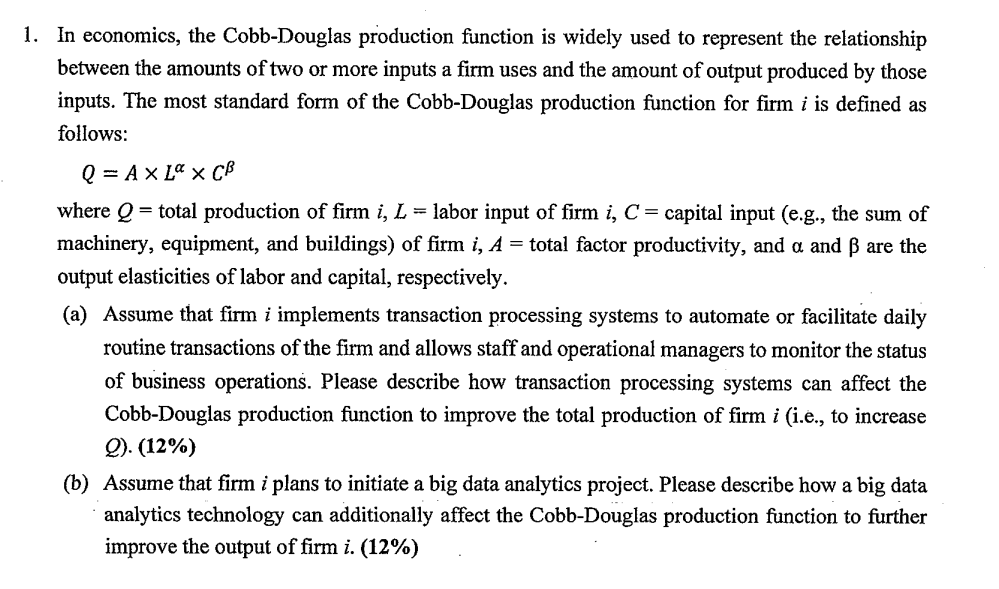 1. In economics, the Cobb-Douglas production function is widely used to represent the relationship
between the amounts of two or more inputs a firm uses and the amount of output produced by those
inputs. The most standard form of the Cobb-Douglas production function for firm i is defined as
follows:
Q = A × L^α × C^β
where Q = total production of firm i, L = labor input of firm i, C = capital input (e.g., the sum of
machinery, equipment, and buildings) of firm i, A = total factor productivity, and α and β are the
output elasticities of labor and capital, respectively.
(a) Assume that firm i implements transaction processing systems to automate or facilitate daily
routine transactions of the firm and allows staff and operational managers to monitor the status
of business operations. Please describe how transaction processing systems can affect the
Cobb-Douglas production function to improve the total production of firm i (i.e., to increase
Q). (12%)
(b) Assume that firm i plans to initiate a big data analytics project. Please describe how a big data
analytics technology can additionally affect the Cobb-Douglas production function to further
improve the output of firm i. (12%)